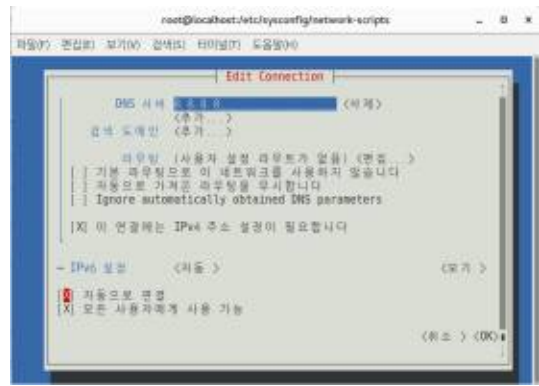 root@localhost:/etc/sysconfig/network-scripts
파일(F) 편집(E) 보기(V) 검색(S) 터미널(T) 도움말(H)
Edit Connection
DNS 서버 8.8.8.8 <삭제>
<추가...>
검색 도메인 <추가...>
라우팅 (사용자 설정 라우트가 없음) <편집...>
[ ] 기본 라우팅으로 이 네트워크를 사용하지 않습니다
[ ] 자동으로 가져온 라우팅을 무시합니다
[ ] Ignore automatically obtained DNS parameters
[X] 이 연결에는 IPv4 주소 설정이 필요합니다
IPv6 설정 <자동> <보기>
[X] 자동으로 연결
[X] 모든 사용자에게 사용 가능
<취소> <OK>